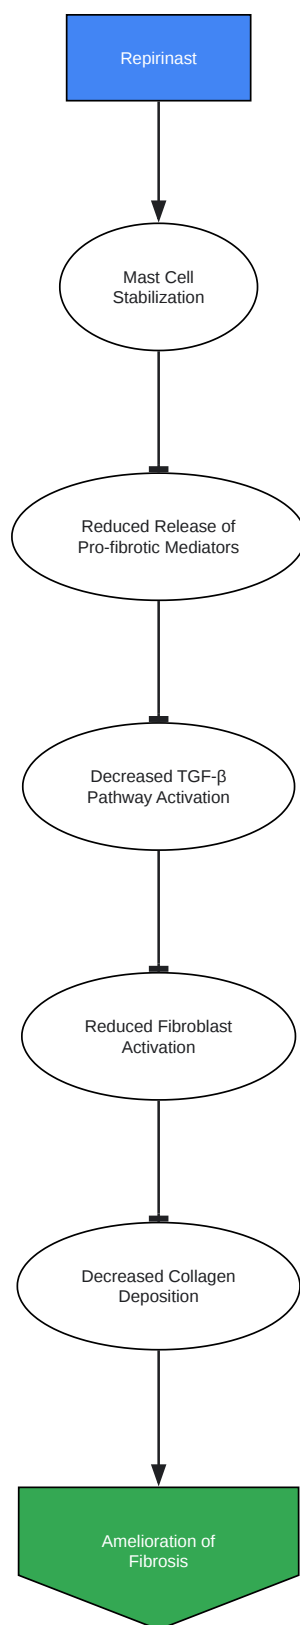 Repirinast
Mast Cell
Stabilization
Reduced Release of
Pro-fibrotic Mediators
Decreased TGF-β
Pathway Activation
Reduced Fibroblast
Activation
Decreased Collagen
Deposition
Amelioration of
Fibrosis